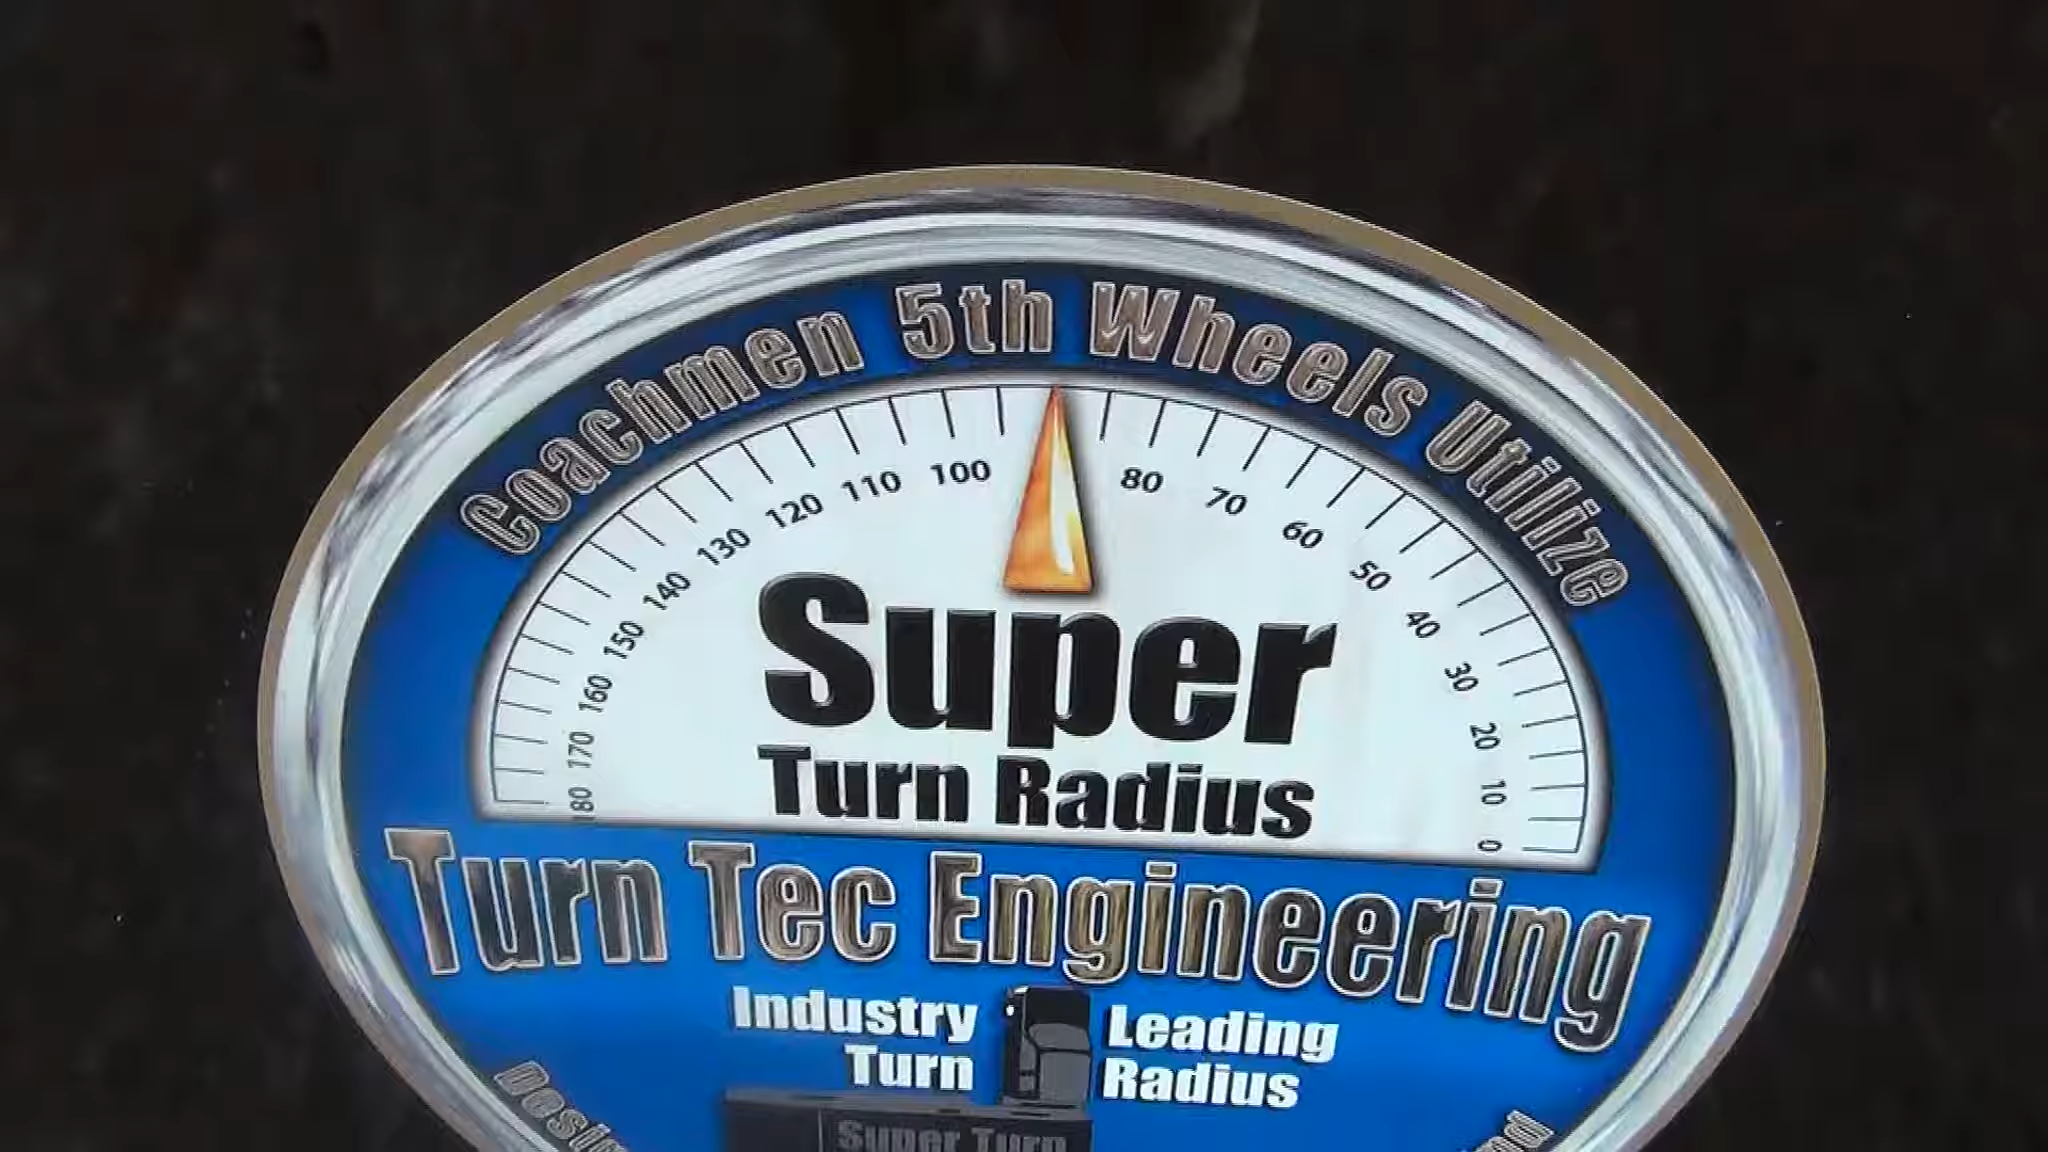 Coachmen 5th Wheels Utilize
180 170 160 150 140 130 120 110 100 80 70 60 50 40 30 20 10 0
Super
Turn Radius
Turn Tec Engineering
Industry Leading
Turn Radius
Super Turn